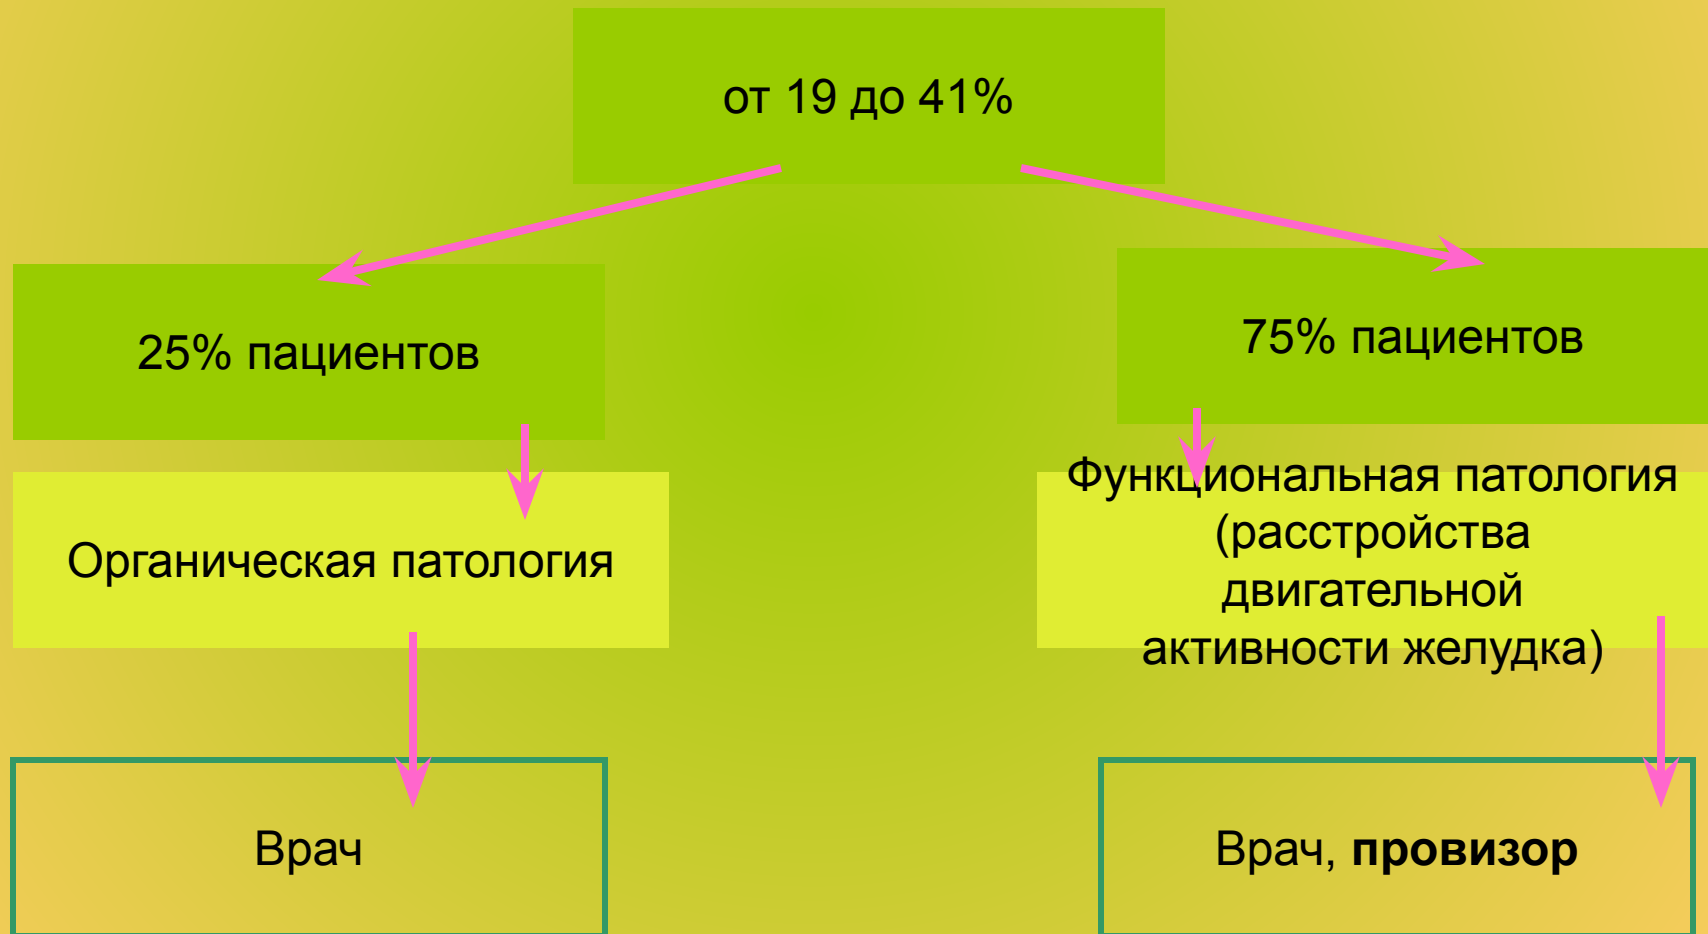 от 19 до 41%
25% пациентов
75% пациентов
Органическая патология
Функциональная патология
(расстройства
двигательной
активности желудка)
Врач
Врач, провизор